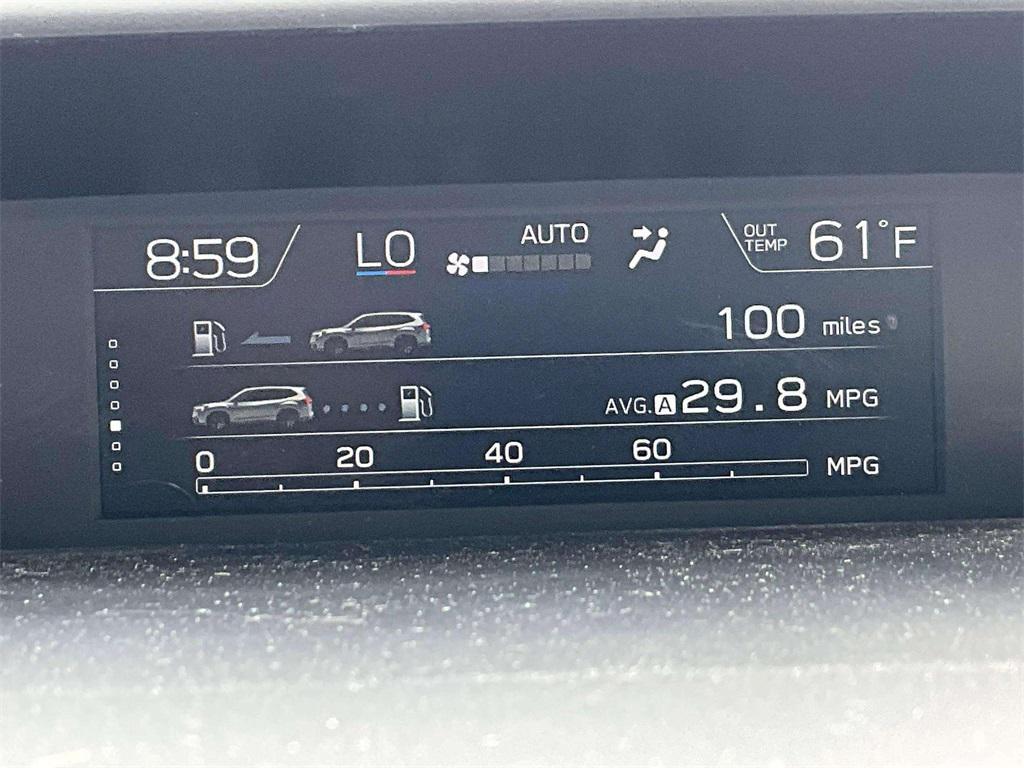 8:59 LO AUTO OUT TEMP 61°F
100 miles
AVG. A 29.8 MPG
0 20 40 60 MPG